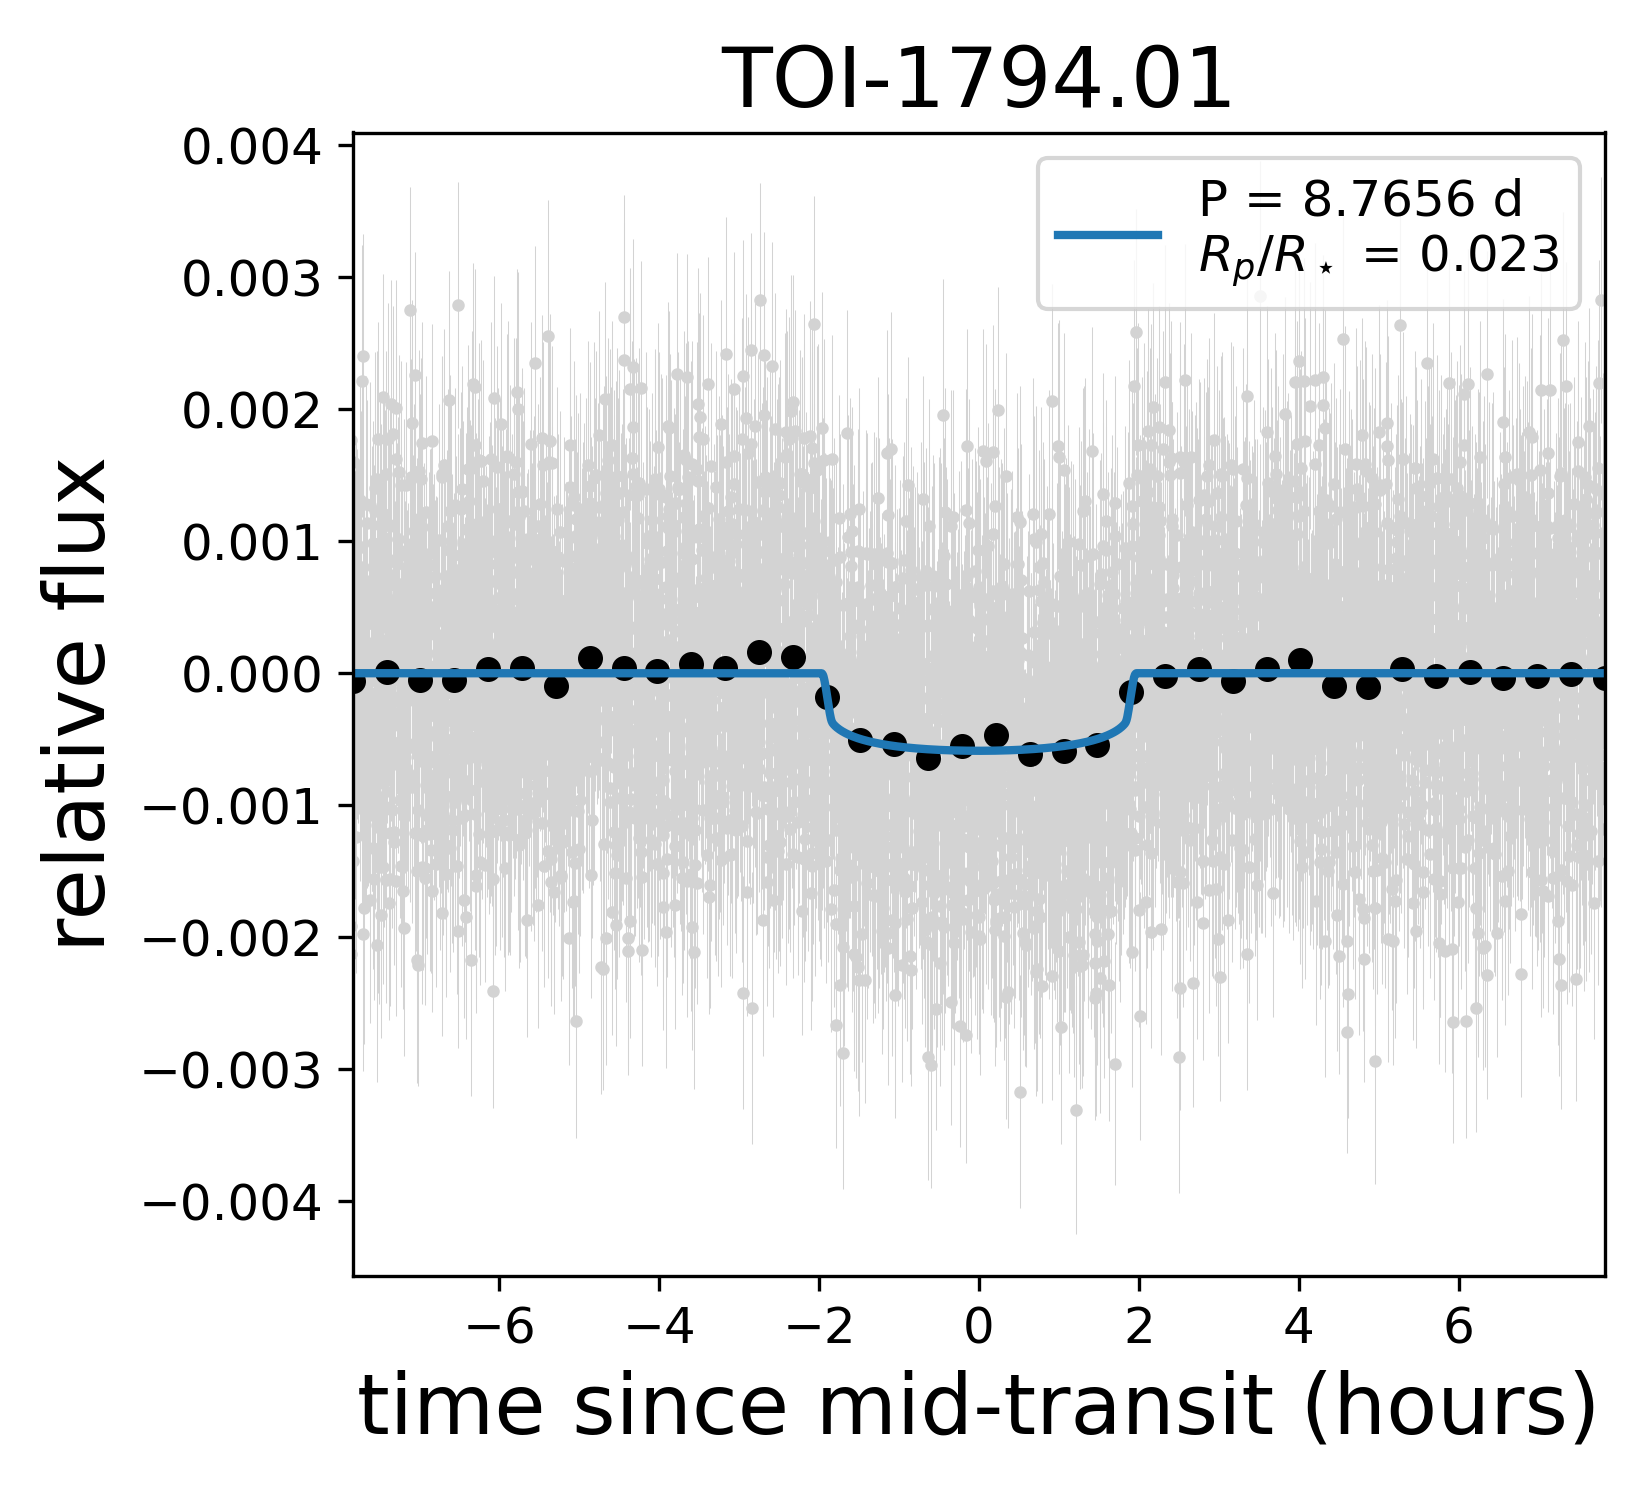 TOI-1794.01
P = 8.7656 d
R_p/R_⋆ = 0.023
relative flux
0.004
0.003
0.002
0.001
0.000
−0.001
−0.002
−0.003
−0.004
−6 −4 −2 0 2 4 6
time since mid-transit (hours)